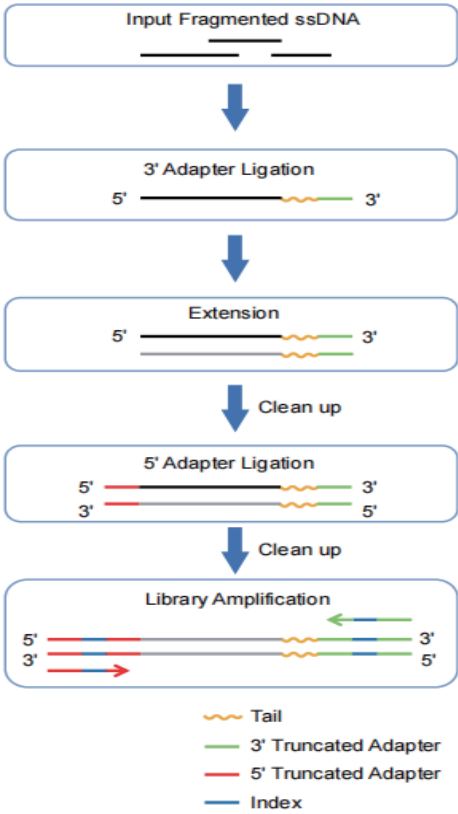 Input Fragmented ssDNA
3' Adapter Ligation
5' 3'
Extension
5' 3'
Clean up
5' Adapter Ligation
5' 3'
3' 5'
Clean up
Library Amplification
5' 3'
3' 5'
Tail
3' Truncated Adapter
5' Truncated Adapter
Index